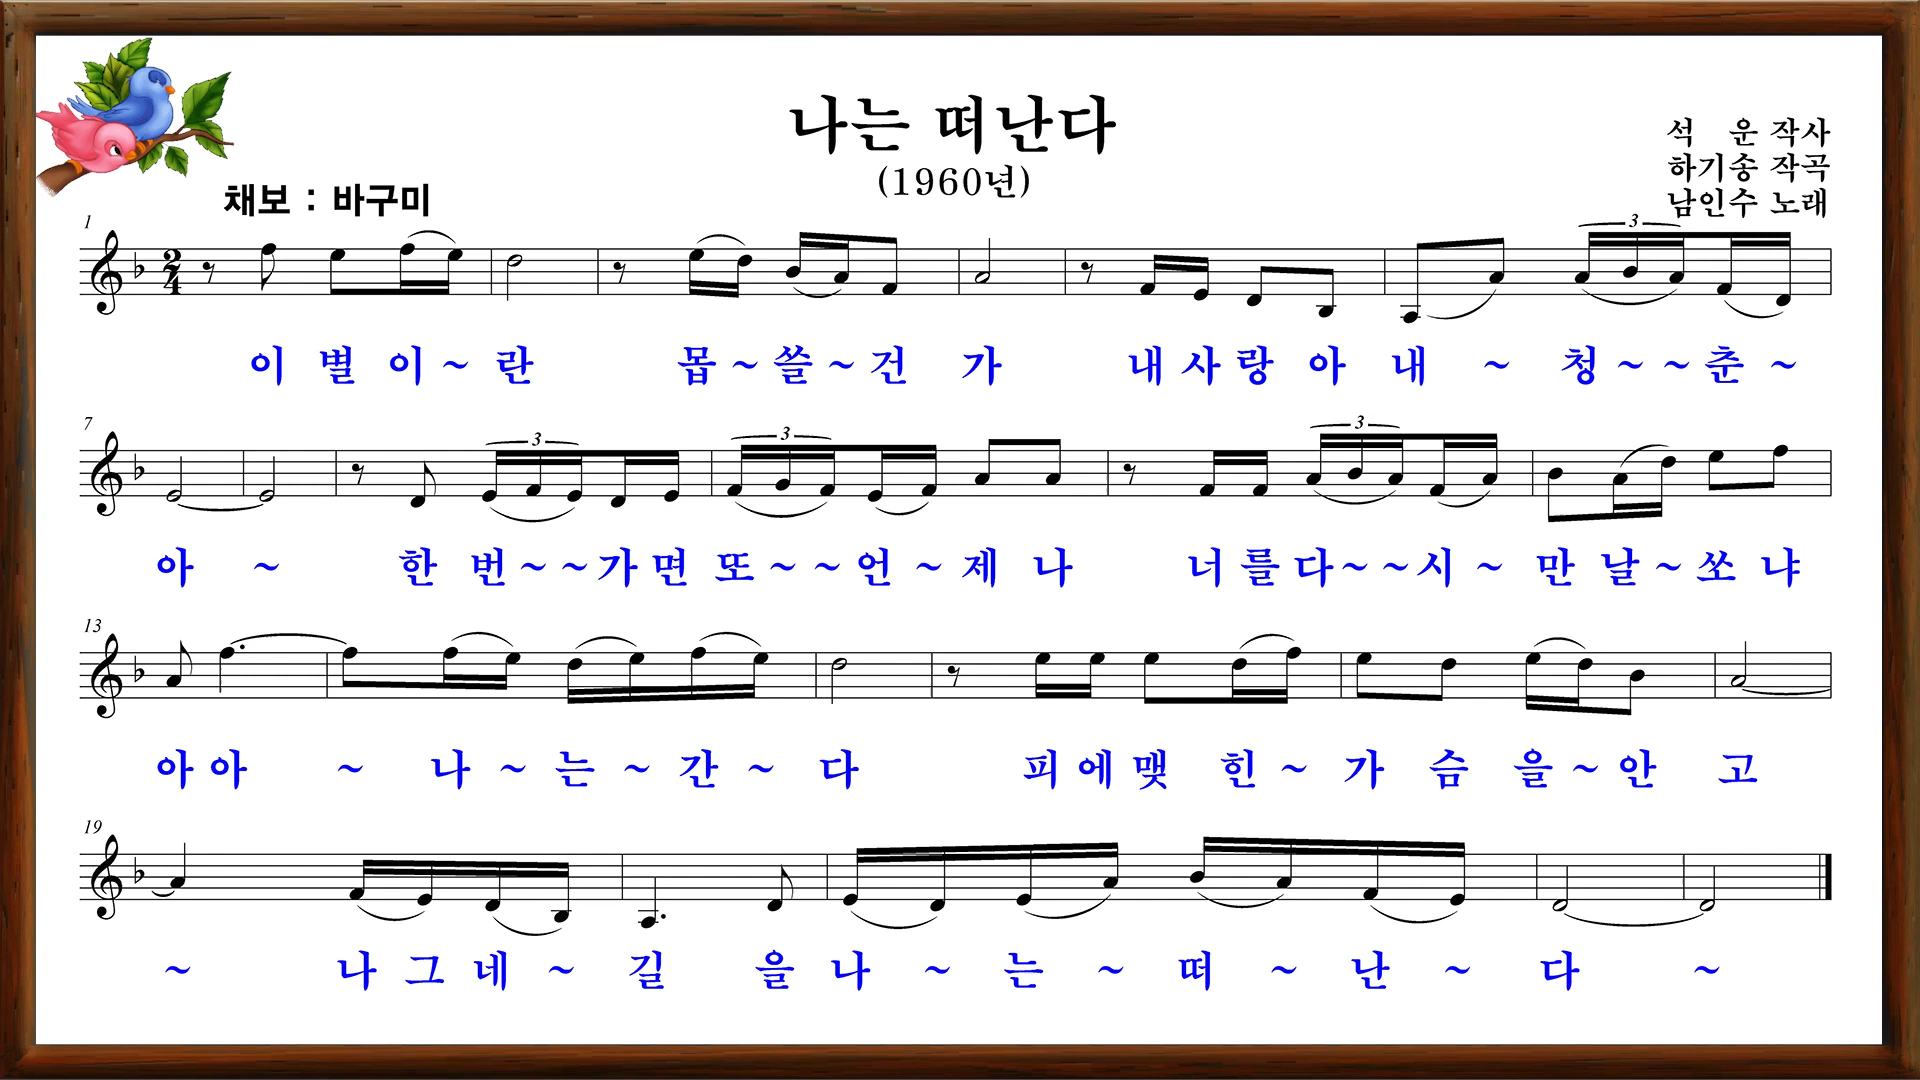 나는 떠난다
(1960년)
석 운 작사
하기송 작곡
남인수 노래
채보 : 바구미
1
3
이 별 이 ~ 란 몹 ~ 쓸 ~ 건 가 내 사 랑 아 내 ~ 청 ~ ~ 춘 ~
7
3 3 3
아 ~ 한 번 ~ ~ 가 면 또 ~ ~ 언 ~ 제 나 너 를 다 ~ ~ 시 ~ 만 날 ~ 쏘 냐
13
아 아 ~ 나 ~ 는 ~ 간 ~ 다 피 에 맺 힌 ~ 가 슴 을 ~ 안 고
19
~ 나 그 네 ~ 길 을 나 ~ 는 ~ 떠 ~ 난 ~ 다 ~